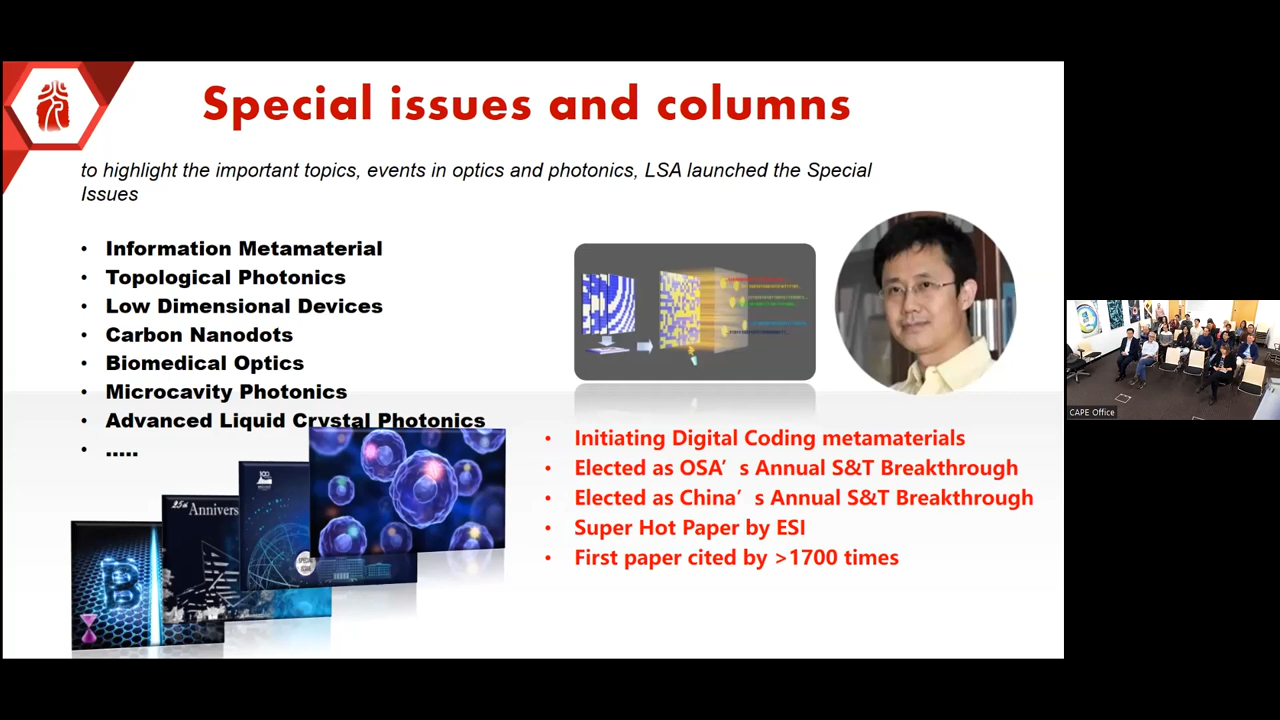 Special issues and columns
to highlight the important topics, events in optics and photonics, LSA launched the Special
Issues
• Information Metamaterial
• Topological Photonics
• Low Dimensional Devices
• Carbon Nanodots
• Biomedical Optics
• Microcavity Photonics
• Advanced Liquid Crystal Photonics
• .....
• Initiating Digital Coding metamaterials
• Elected as OSA’s Annual S&T Breakthrough
• Elected as China’s Annual S&T Breakthrough
• Super Hot Paper by ESI
• First paper cited by >1700 times
25th
B
CAPE Office